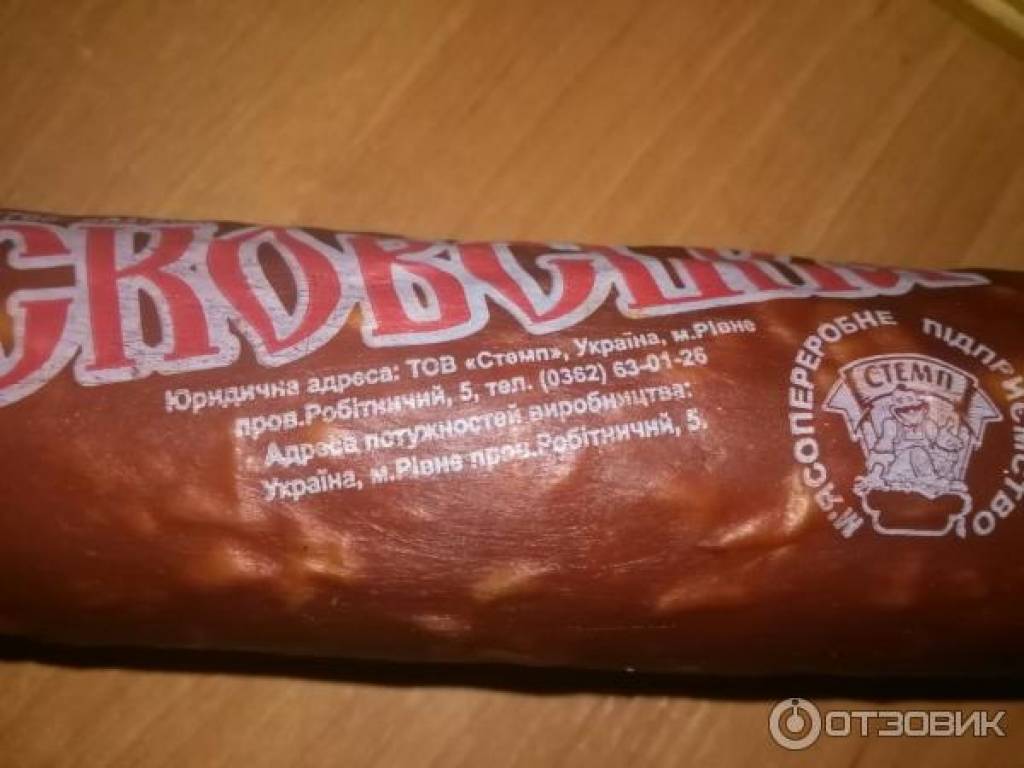 СКОВСЬКА
Юридична адреса: ТОВ «Стемп», Україна, м.Рівне
пров.Робітничий, 5, тел. (0362) 63-01-26
Адреса потужностей виробництва:
Україна, м.Рівне пров.Робітничий, 5.
М'ЯСОПЕРЕРОБНЕ ПІДПРИЄМСТВО
СТЕМП
ОТЗОВИК